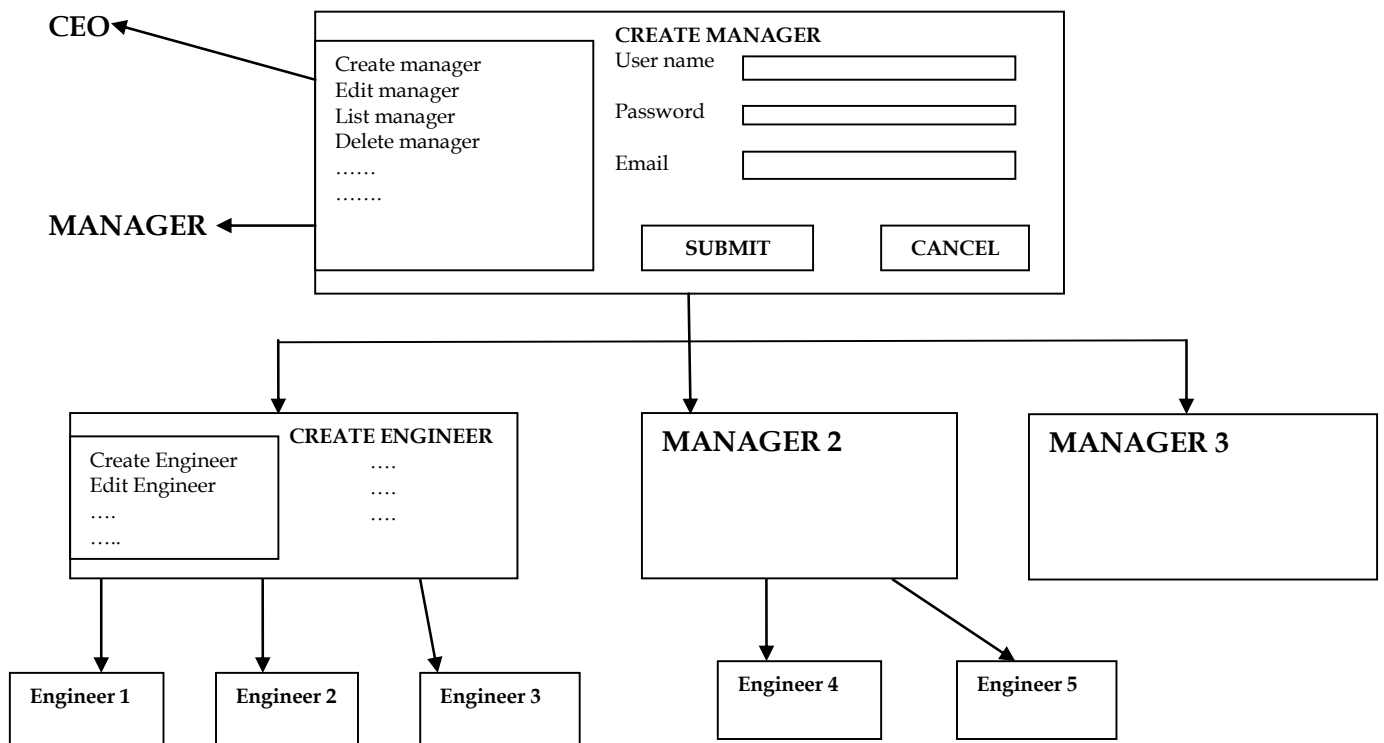 CEO
Create manager
Edit manager
List manager
Delete manager
……
…….
MANAGER
CREATE MANAGER
User name
Password
Email
SUBMIT
CANCEL
Create Engineer
Edit Engineer
….
…..
CREATE ENGINEER
….
….
….
MANAGER 2
MANAGER 3
Engineer 1
Engineer 2
Engineer 3
Engineer 4
Engineer 5